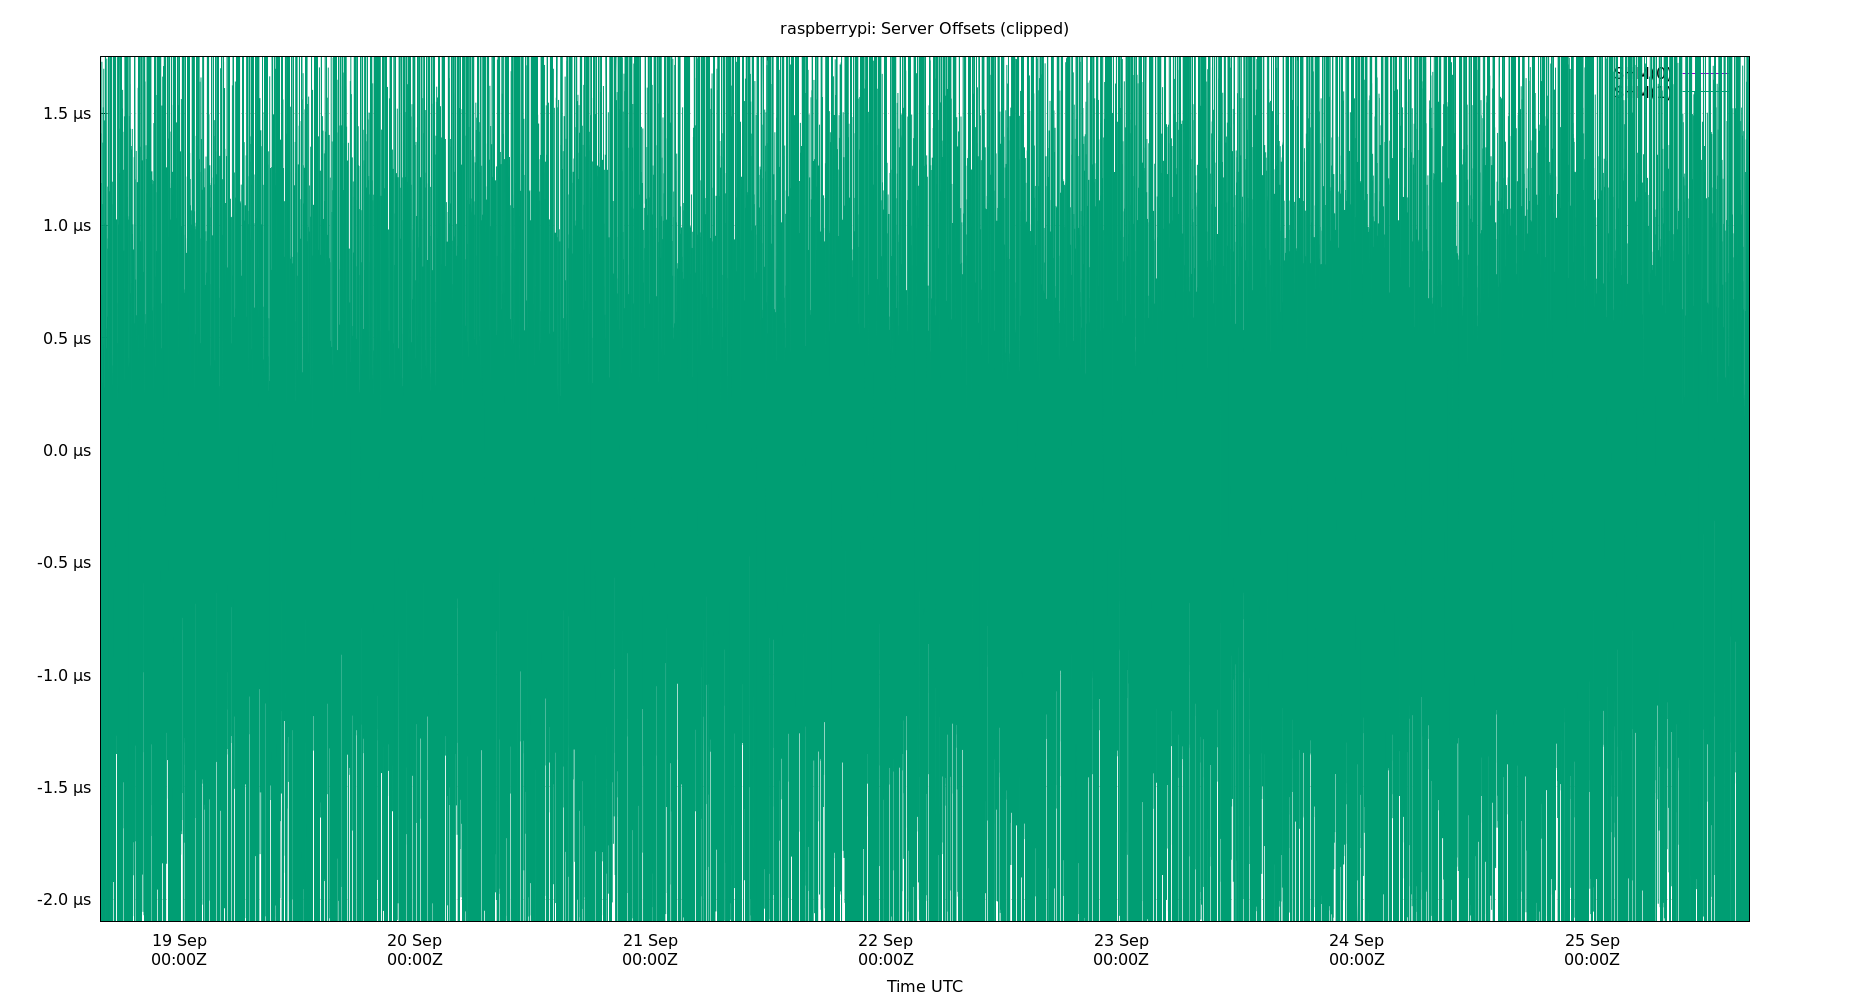 raspberrypi: Server Offsets (clipped)
1.5 µs
1.0 µs
0.5 µs
0.0 µs
-0.5 µs
-1.0 µs
-1.5 µs
-2.0 µs
19 Sep
00:00Z
20 Sep
00:00Z
21 Sep
00:00Z
22 Sep
00:00Z
23 Sep
00:00Z
24 Sep
00:00Z
25 Sep
00:00Z
Time UTC